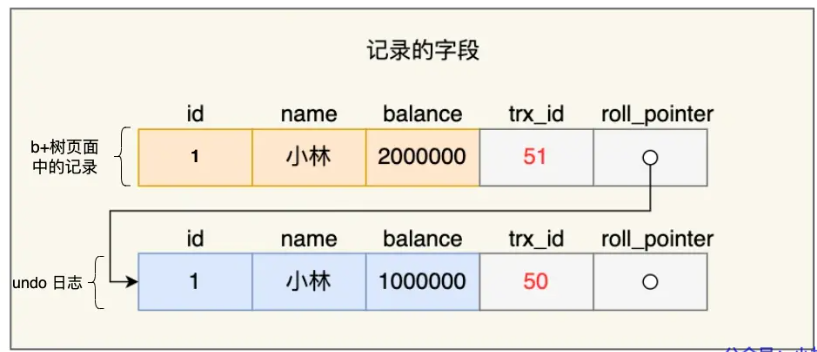 记录的字段
id name balance trx_id roll_pointer
b+树页面
中的记录
1 小林 2000000 51
id name balance trx_id roll_pointer
undo 日志
1 小林 1000000 50